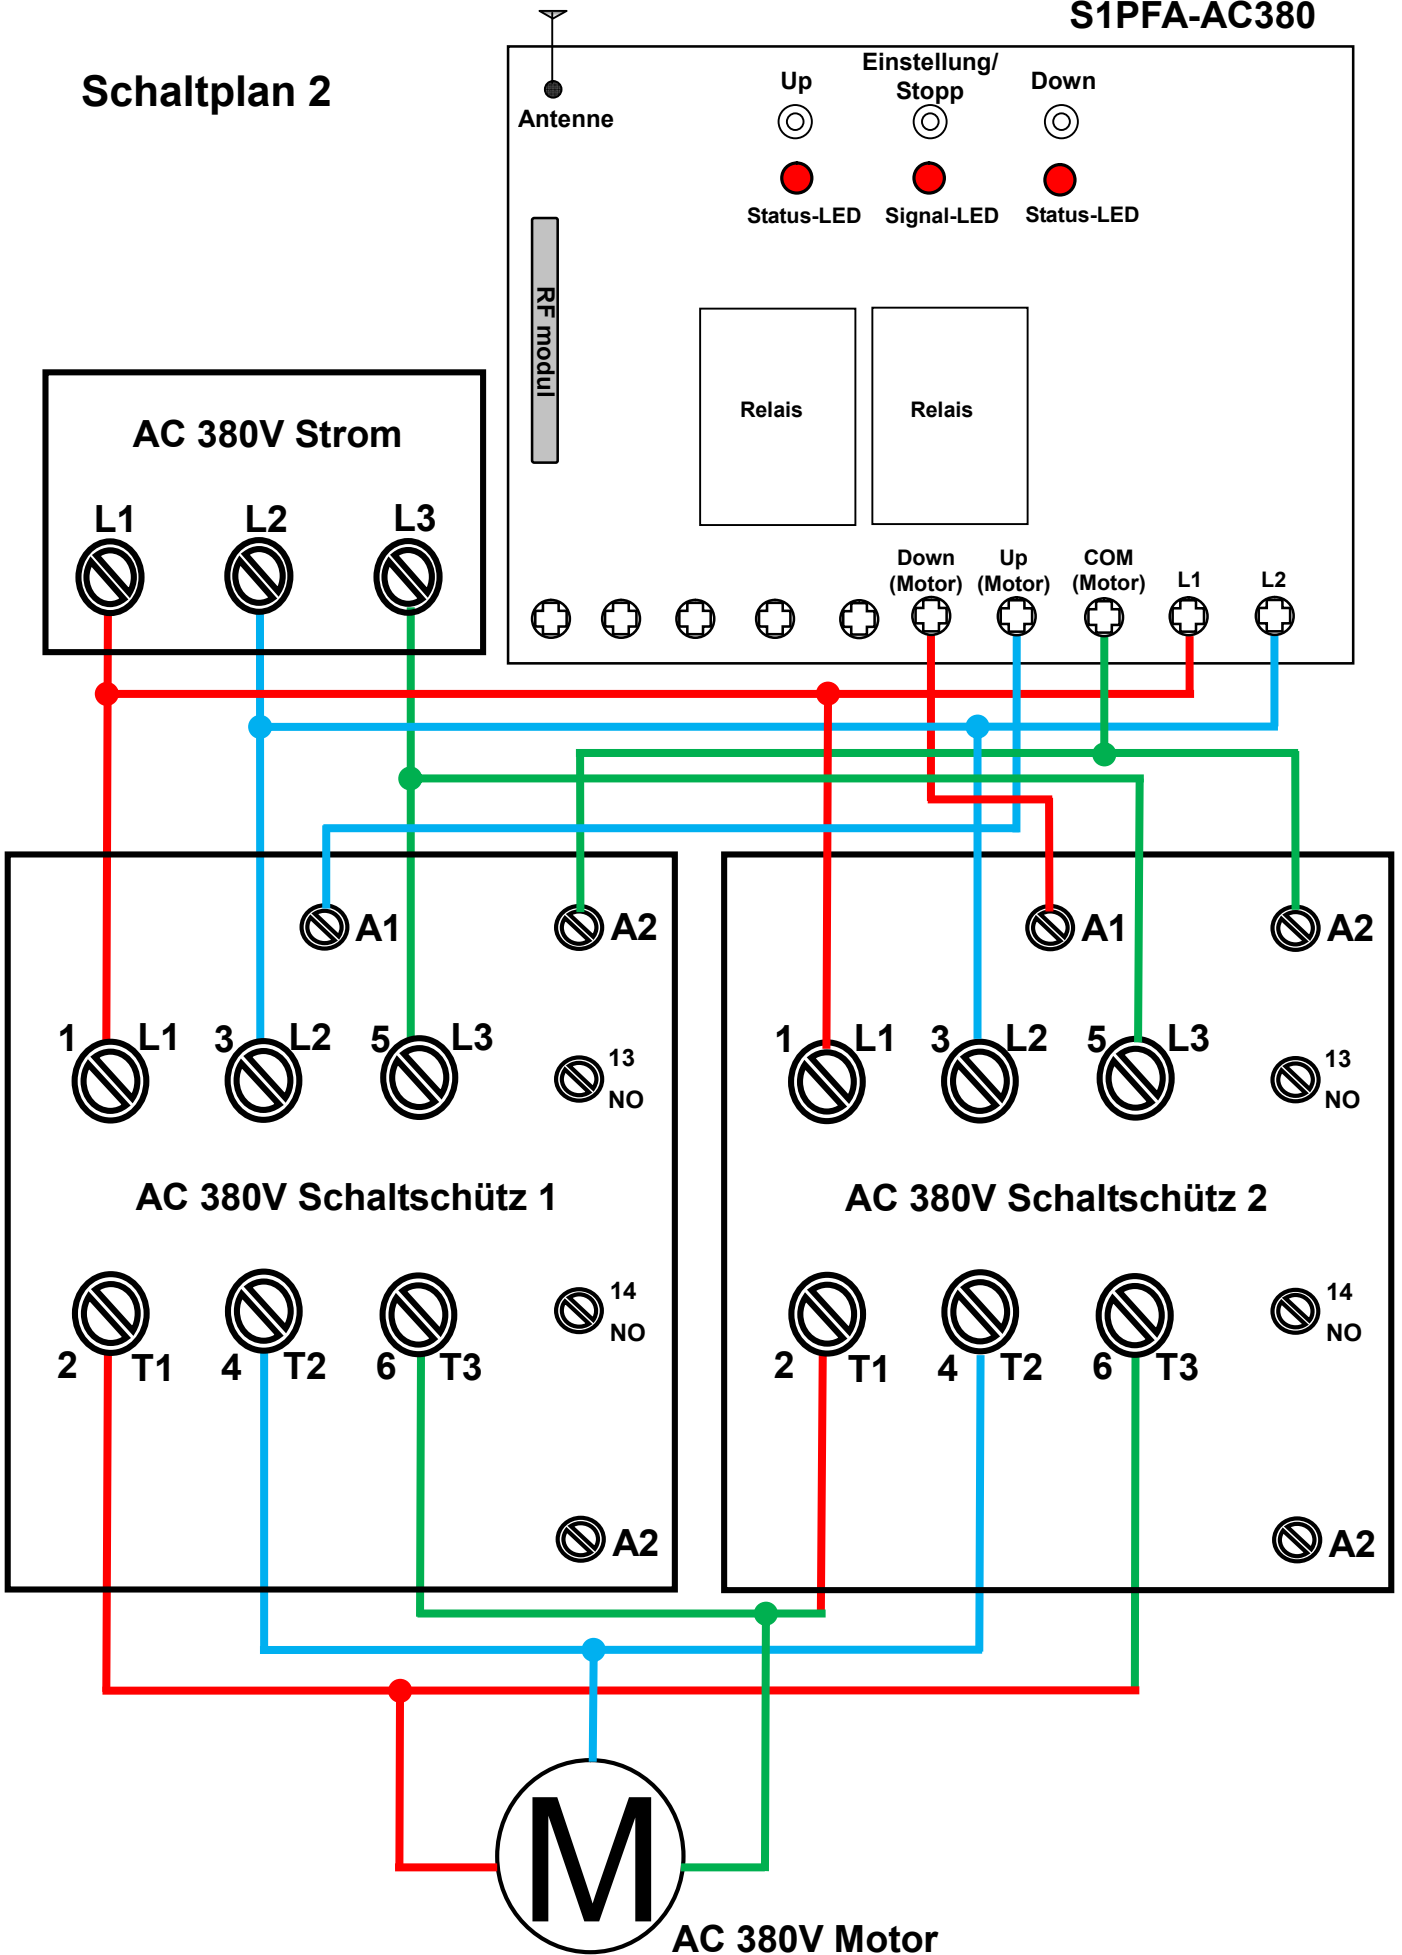 S1PFA-AC380
Schaltplan 2
Antenne
Up
Einstellung/
Stopp
Down
Status-LED
Signal-LED
Status-LED
RF modul
Relais
Relais
AC 380V Strom
L1
L2
L3
Down
(Motor)
Up
(Motor)
COM
(Motor)
L1
L2
A1
A2
A1
A2
1
L1
3
L2
5
L3
13
NO
1
L1
3
L2
5
L3
13
NO
AC 380V Schaltschütz 1
AC 380V Schaltschütz 2
14
NO
14
NO
2
T1
4
T2
6
T3
2
T1
4
T2
6
T3
A2
A2
M
AC 380V Motor